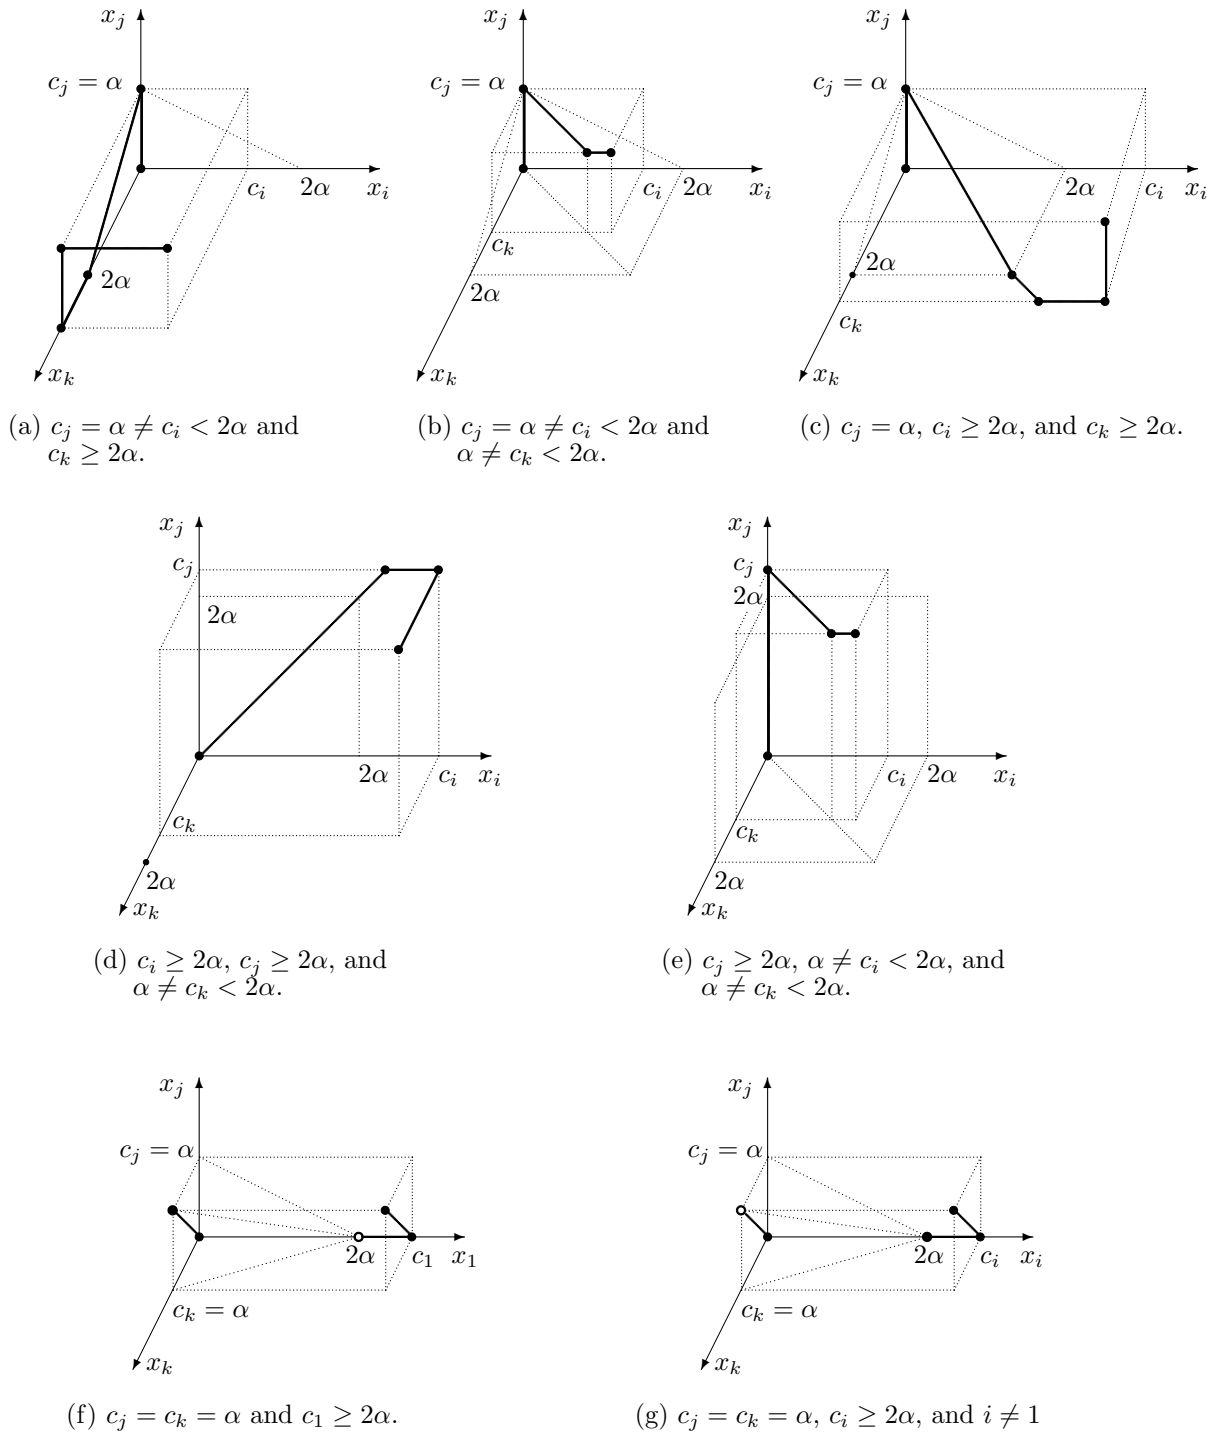 x_j
c_j = α
c_i
2α
x_i
2α
x_k
(a) c_j = α ≠ c_i < 2α and
c_k ≥ 2α.
x_j
c_j = α
c_i
2α
x_i
c_k
2α
x_k
(b) c_j = α ≠ c_i < 2α and
α ≠ c_k < 2α.
x_j
c_j = α
2α
c_i
x_i
2α
c_k
x_k
(c) c_j = α, c_i ≥ 2α, and c_k ≥ 2α.
x_j
c_j
2α
2α
c_i
x_i
c_k
2α
x_k
(d) c_i ≥ 2α, c_j ≥ 2α, and
α ≠ c_k < 2α.
x_j
c_j
2α
c_i
2α
x_i
c_k
2α
x_k
(e) c_j ≥ 2α, α ≠ c_i < 2α, and
α ≠ c_k < 2α.
x_j
c_j = α
2α
c_1
x_1
c_k = α
x_k
(f) c_j = c_k = α and c_1 ≥ 2α.
x_j
c_j = α
2α
c_i
x_i
c_k = α
x_k
(g) c_j = c_k = α, c_i ≥ 2α, and i ≠ 1